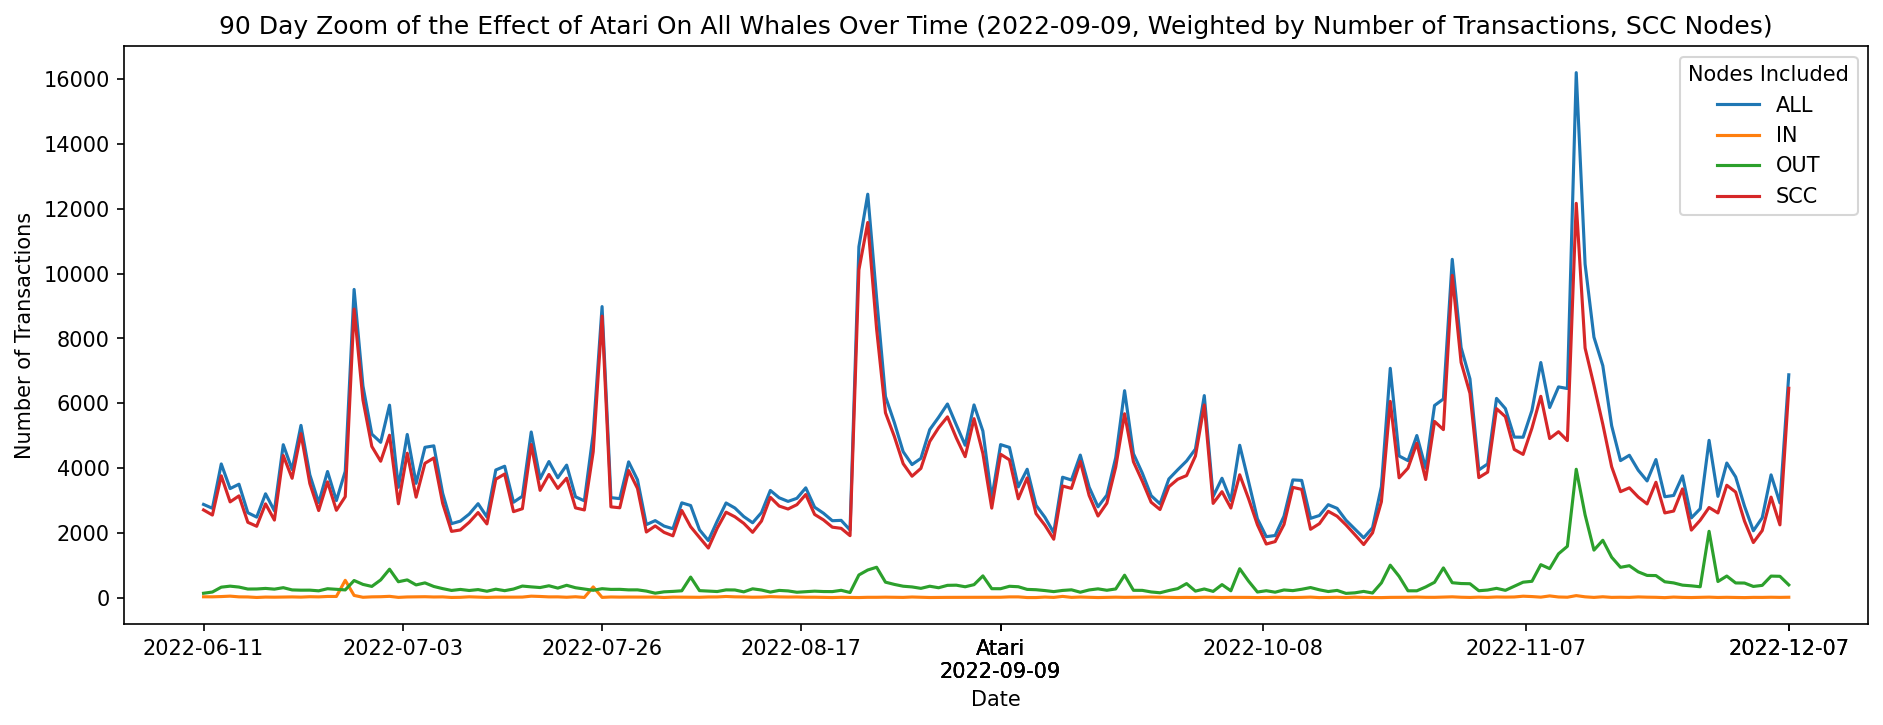 90 Day Zoom of the Effect of Atari On All Whales Over Time (2022-09-09, Weighted by Number of Transactions, SCC Nodes)
Number of Transactions
16000
14000
12000
10000
8000
6000
4000
2000
0
Nodes Included
ALL
IN
OUT
SCC
2022-06-11
2022-07-03
2022-07-26
2022-08-17
Atari
2022-09-09
2022-10-08
2022-11-07
2022-12-07
Date